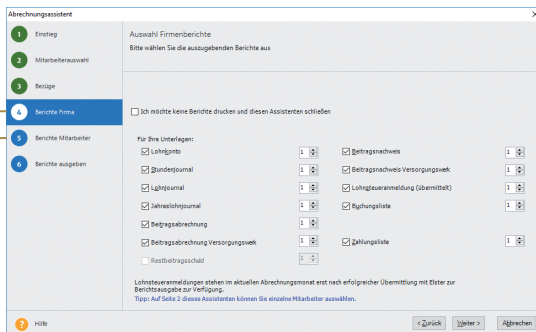 Abrechnungsassistent
1 Einstieg
2 Mitarbeiterauswahl
3 Bezüge
4 Berichte Firma
5 Berichte Mitarbeiter
6 Berichte ausgeben
Auswahl Firmenberichte
Bitte wählen Sie die auszugebenden Berichte aus
Ich möchte keine Berichte drucken und diesen Assistenten schließen
Für Ihre Unterlagen:
Lohnkonto 1
Stundenjournal 1
Lohnjournal 1
Jahreslohnjournal 1
Beitragsabrechnung 1
Beitragsabrechnung Versorgungswerk 1
Restbeitragsschuld 1
Beitragsnachweis 1
Beitragsnachweis Versorgungswerk 1
Lohnsteueranmeldung (übermittelt) 1
Buchungsliste 1
Zahlungsliste 1
Lohnsteueranmeldungen stehen im aktuellen Abrechnungsmonat erst nach erfolgreicher Übermittlung mit Elster zur
Berichtsausgabe zur Verfügung.
Tipp: Auf Seite 2 dieses Assistenten können Sie einzelne Mitarbeiter auswählen.
? Hilfe
< Zurück Weiter > Abbrechen